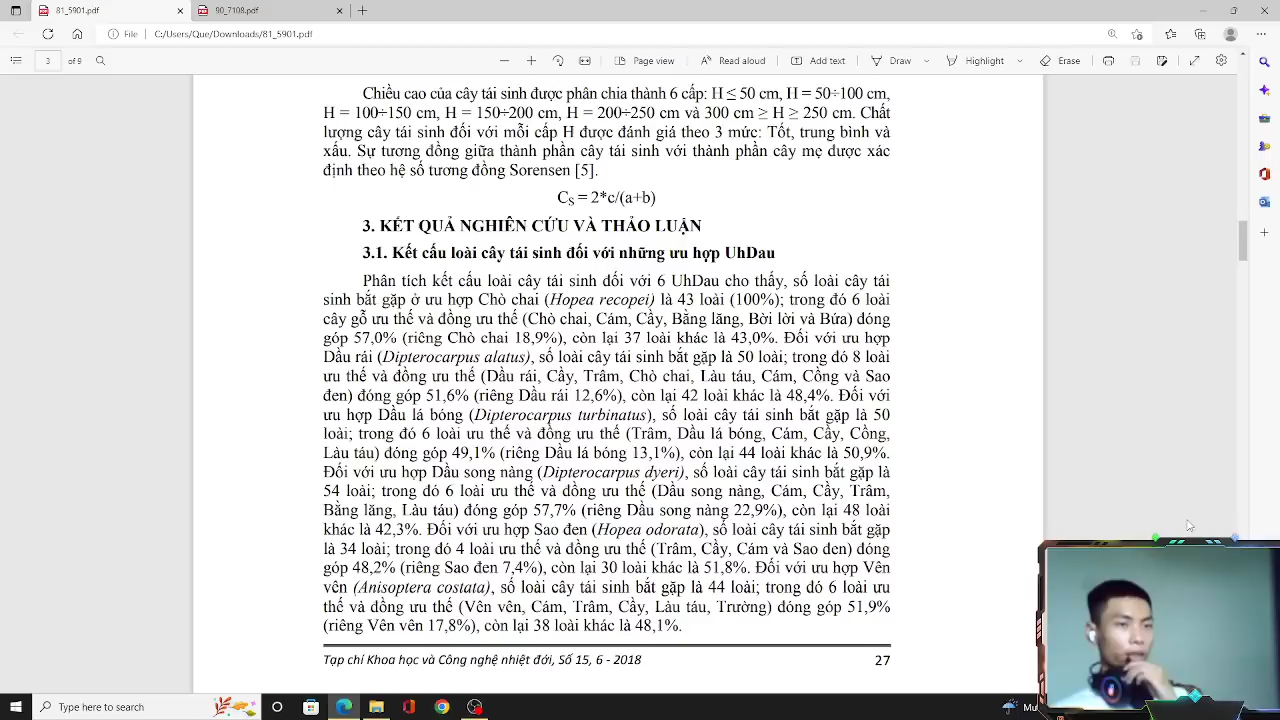 81_5901.pdf
90_7108.pdf
File
C:/Users/Que/Downloads/81_5901.pdf
3
of 9
Page view
Read aloud
Add text
Draw
Highlight
Erase
Chiều cao của cây tái sinh được phân chia thành 6 cấp: H ≤ 50 cm, H = 50÷100 cm,
H = 100÷150 cm, H = 150÷200 cm, H = 200÷250 cm và 300 cm ≥ H ≥ 250 cm. Chất
lượng cây tái sinh đối với mỗi cấp H được đánh giá theo 3 mức: Tốt, trung bình và
xấu. Sự tương đồng giữa thành phần cây tái sinh với thành phần cây mẹ được xác
định theo hệ số tương đồng Sorensen [5].
CS = 2*c/(a+b)
3. KẾT QUẢ NGHIÊN CỨU VÀ THẢO LUẬN
3.1. Kết cấu loài cây tái sinh đối với những ưu hợp UhDau
Phân tích kết cấu loài cây tái sinh đối với 6 UhDau cho thấy, số loài cây tái
sinh bắt gặp ở ưu hợp Chò chai (Hopea recopei) là 43 loài (100%); trong đó 6 loài
cây gỗ ưu thế và đồng ưu thế (Chò chai, Cám, Cầy, Bằng lăng, Bời lời và Bứa) đóng
góp 57,0% (riêng Chò chai 18,9%), còn lại 37 loài khác là 43,0%. Đối với ưu hợp
Dầu rái (Dipterocarpus alatus), số loài cây tái sinh bắt gặp là 50 loài; trong đó 8 loài
ưu thế và đồng ưu thế (Dầu rái, Cầy, Trâm, Chò chai, Làu táu, Cám, Cồng và Sao
đen) đóng góp 51,6% (riêng Dầu rái 12,6%), còn lại 42 loài khác là 48,4%. Đối với
ưu hợp Dầu lá bóng (Dipterocarpus turbinatus), số loài cây tái sinh bắt gặp là 50
loài; trong đó 6 loài ưu thế và đồng ưu thế (Trâm, Dầu lá bóng, Cám, Cầy, Cồng,
Làu táu) đóng góp 49,1% (riêng Dầu lá bóng 13,1%), còn lại 44 loài khác là 50,9%.
Đối với ưu hợp Dầu song nàng (Dipterocarpus dyeri), số loài cây tái sinh bắt gặp là
54 loài; trong đó 6 loài ưu thế và đồng ưu thế (Dầu song nàng, Cám, Cầy, Trâm,
Bằng lăng, Làu táu) đóng góp 57,7% (riêng Dầu song nàng 22,9%), còn lại 48 loài
khác là 42,3%. Đối với ưu hợp Sao đen (Hopea odorata), số loài cây tái sinh bắt gặp
là 34 loài; trong đó 4 loài ưu thế và đồng ưu thế (Trâm, Cầy, Cám và Sao đen) đóng
góp 48,2% (riêng Sao đen 7,4%), còn lại 30 loài khác là 51,8%. Đối với ưu hợp Vên
vên (Anisoptera costata), số loài cây tái sinh bắt gặp là 44 loài; trong đó 6 loài ưu
thế và đồng ưu thế (Vên vên, Cám, Trâm, Cầy, Làu táu, Trường) đóng góp 51,9%
(riêng Vên vên 17,8%), còn lại 38 loài khác là 48,1%.
Tạp chí Khoa học và Công nghệ nhiệt đới, Số 15, 6 - 2018
27
Type here to search